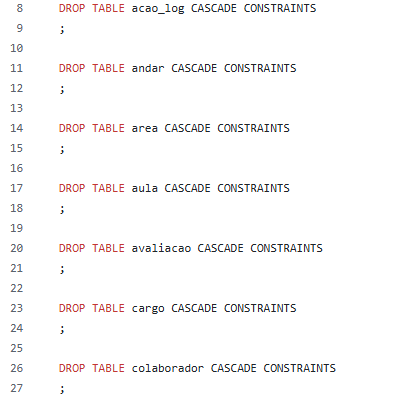 8 DROP TABLE acao_log CASCADE CONSTRAINTS
9 ;
10
11 DROP TABLE andar CASCADE CONSTRAINTS
12 ;
13
14 DROP TABLE area CASCADE CONSTRAINTS
15 ;
16
17 DROP TABLE aula CASCADE CONSTRAINTS
18 ;
19
20 DROP TABLE avaliacao CASCADE CONSTRAINTS
21 ;
22
23 DROP TABLE cargo CASCADE CONSTRAINTS
24 ;
25
26 DROP TABLE colaborador CASCADE CONSTRAINTS
27 ;